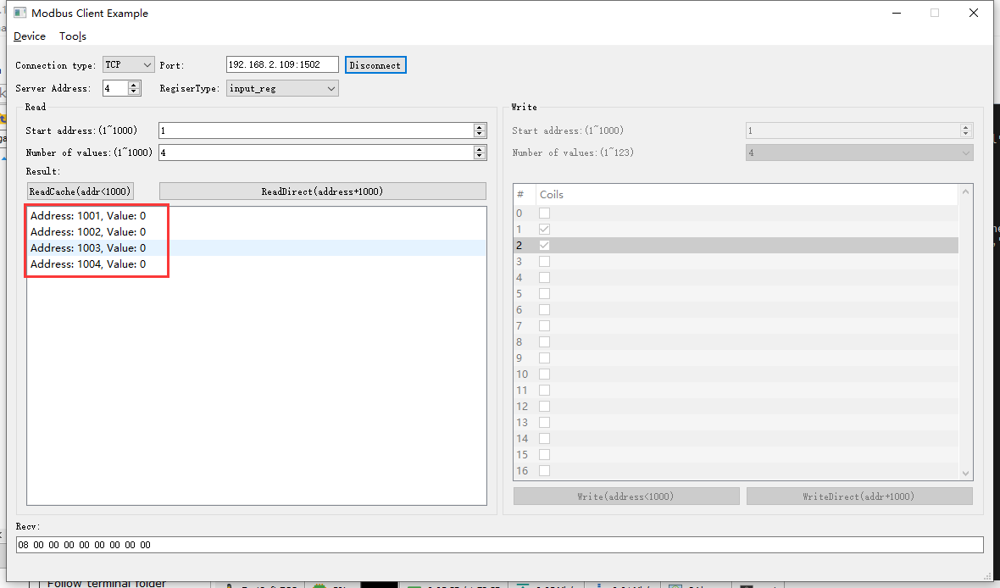 Modbus Client Example
Device Tools
Connection type: TCP Port: 192.168.2.109:1502 Disconnect
Server Address: 4 RegiserType: input_reg
Read
Start address:(1~1000) 1
Number of values:(1~1000) 4
Result:
ReadCache(addr<1000) ReadDirect(address+1000)
Address: 1001, Value: 0
Address: 1002, Value: 0
Address: 1003, Value: 0
Address: 1004, Value: 0
Write
Start address:(1~1000) 1
Number of values:(1~123) 4
# Coils
0
1
2
3
4
5
6
7
8
9
10
11
12
13
14
15
16
Write(address<1000) WriteDirect(addr+1000)
Recv:
08 00 00 00 00 00 00 00 00
Follow terminal folder